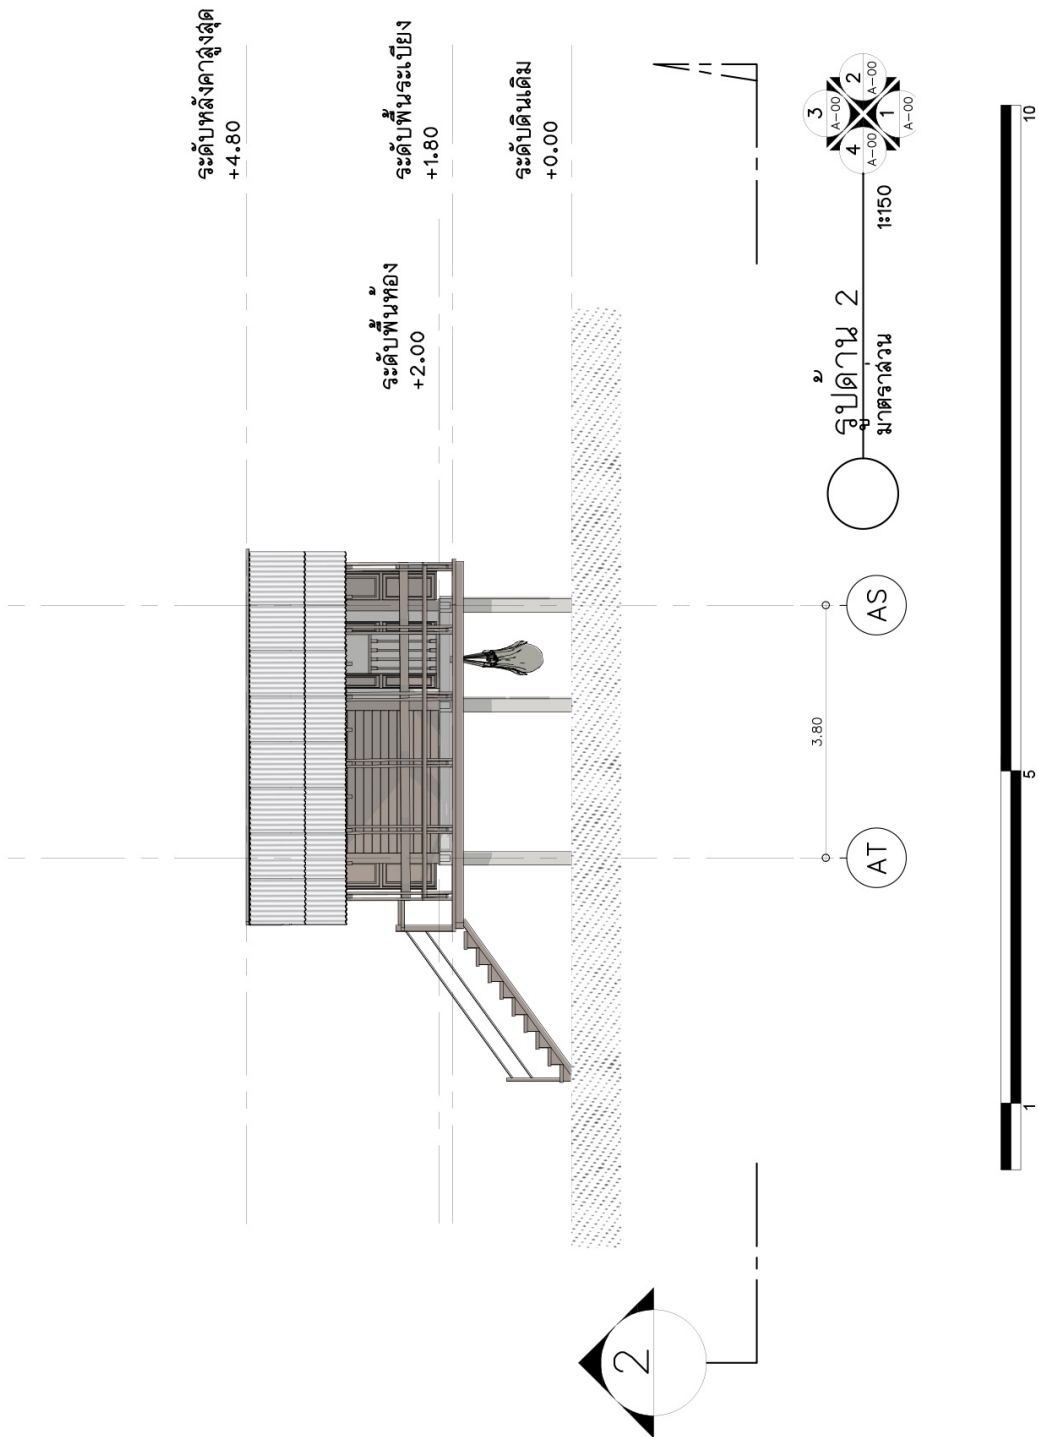 ระดับหลังคาสูงสุด
+4.80
ระดับพื้นระเบียง
+1.80
ระดับดินเดิม
+0.00
ระดับพื้นห้อง
+2.00
รูปด้าน 2
มาตราส่วน 1:150
3
A-00
2
A-00
4
A-00
1
A-00
3.80
AT
AS
2
1
5
10